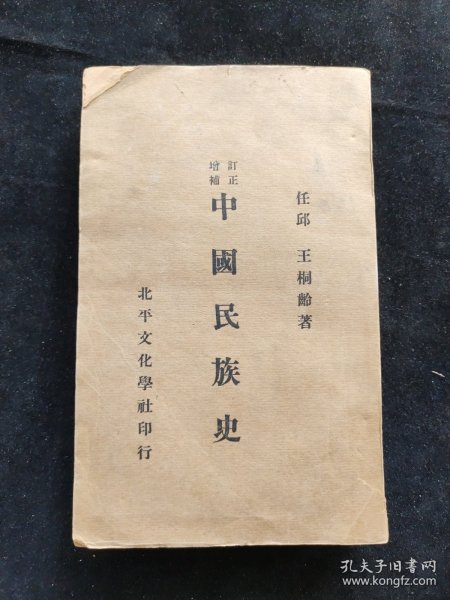 任邱 王桐齡著
訂正
增補
中國民族史
北平文化學社印行
孔夫子旧书网
www.kongfz.com